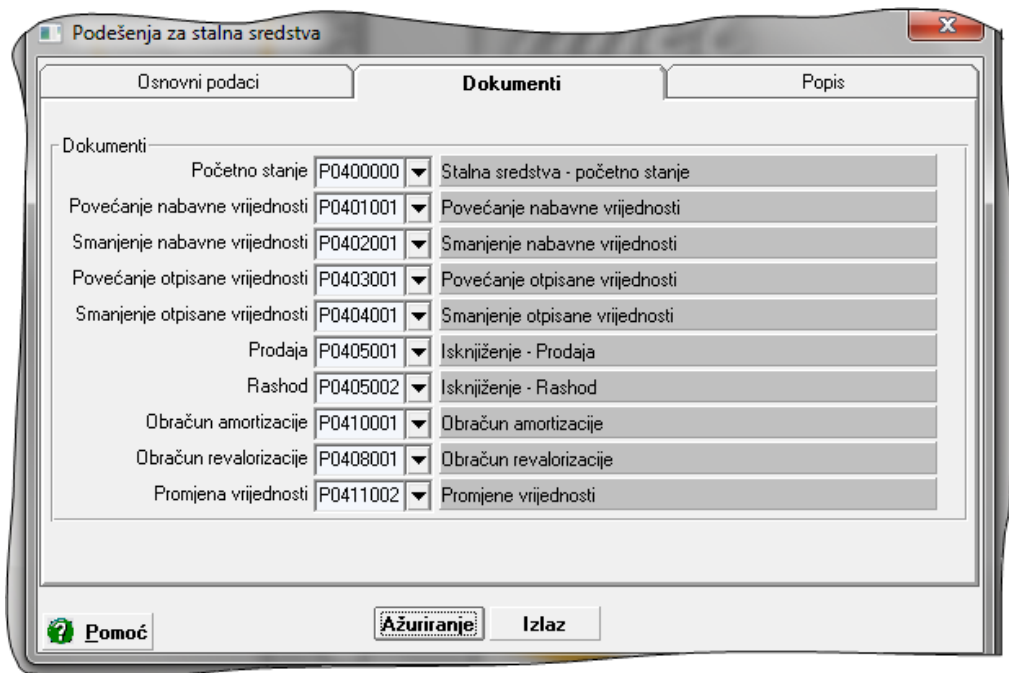 Podešenja za stalna sredstva
Osnovni podaci Dokumenti Popis
Dokumenti
Početno stanje P0400000 Stalna sredstva - početno stanje
Povećanje nabavne vrijednosti P0401001 Povećanje nabavne vrijednosti
Smanjenje nabavne vrijednosti P0402001 Smanjenje nabavne vrijednosti
Povećanje otpisane vrijednosti P0403001 Povećanje otpisane vrijednosti
Smanjenje otpisane vrijednosti P0404001 Smanjenje otpisane vrijednosti
Prodaja P0405001 Isknjiženje - Prodaja
Rashod P0405002 Isknjiženje - Rashod
Obračun amortizacije P0410001 Obračun amortizacije
Obračun revalorizacije P0408001 Obračun revalorizacije
Promjena vrijednosti P0411002 Promjene vrijednosti
Pomoć Ažuriranje Izlaz